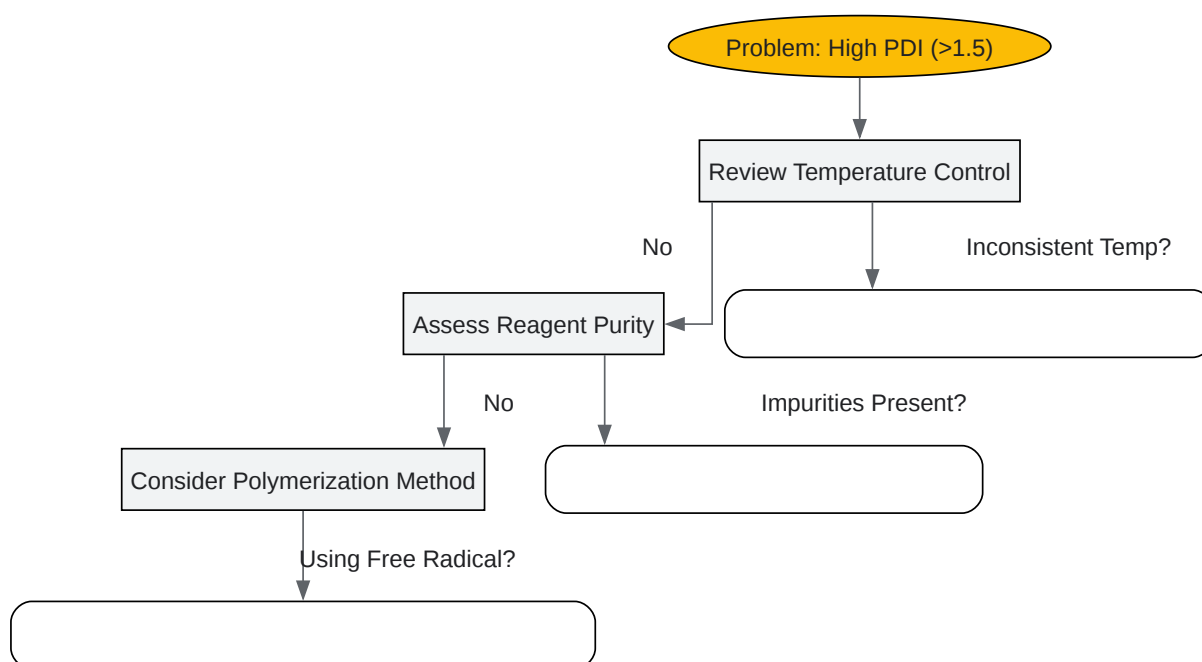 Problem: High PDI (>1.5)
Review Temperature Control
No
Inconsistent Temp?
Assess Reagent Purity
No
Impurities Present?
Consider Polymerization Method
Using Free Radical?